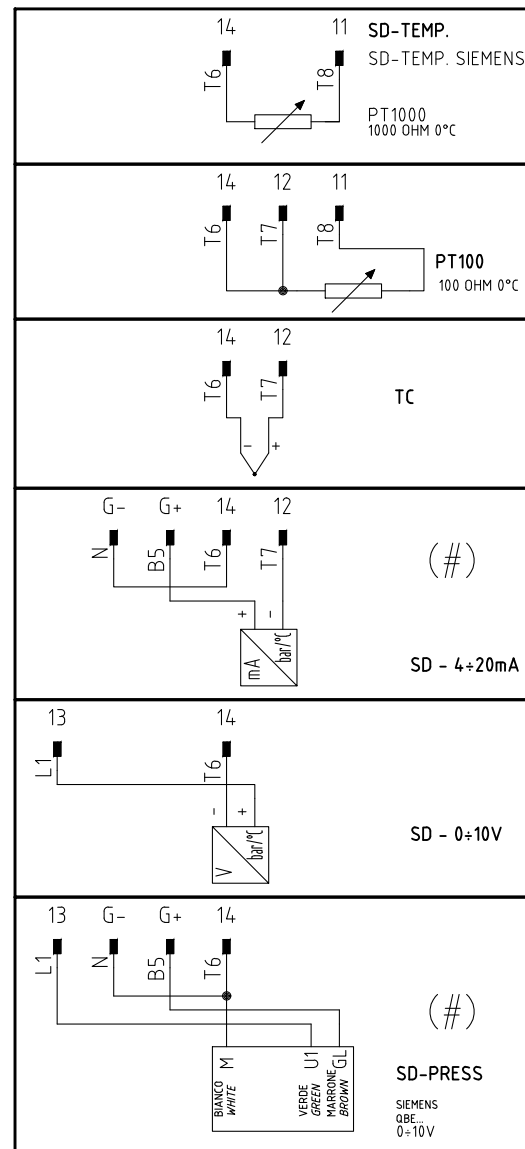 14 11 SD-TEMP.
SD-TEMP. SIEMENS
T6 T8
PT1000
1000 OHM 0°C
14 12 11
T6 T7 T8
PT100
100 OHM 0°C
14 12
T6 T7
TC
- +
G- G+ 14 12
N B5 T6 T7
(#)
+ -
mA bar/°C
SD - 4÷20mA
13 14
L1 T6
- +
V bar/°C
SD - 0÷10V
13 G- G+ 14
L1 N B5 T6
(#)
M U1 GL
BIANCO VERDE MARRONE
WHITE GREEN BROWN
SD-PRESS
SIEMENS
QBE...
0÷10V